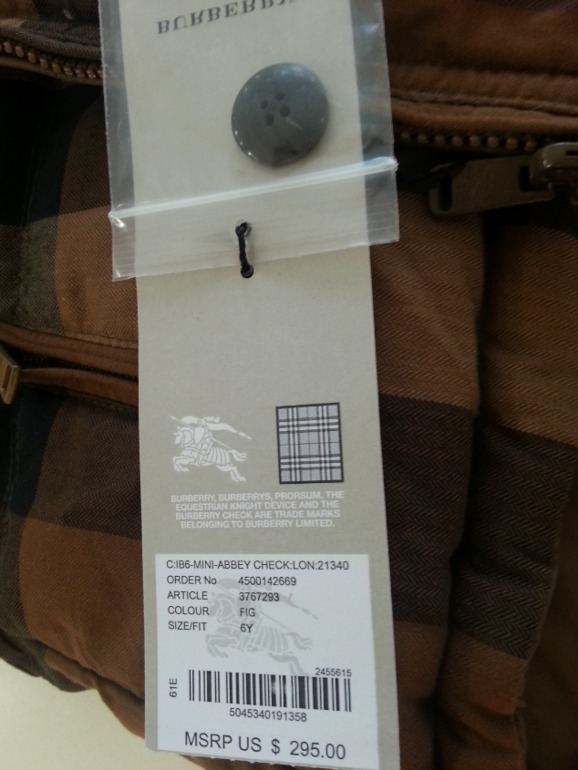 BURBERRY
BURBERRY, BURBERRYS, PRORSUM, THE
EQUESTRIAN KNIGHT DEVICE AND THE
BURBERRY CHECK ARE TRADE MARKS
BELONGING TO BURBERRY LIMITED.
C:IB6-MINI-ABBEY CHECK:LON:21340
ORDER No 4500142669
ARTICLE 3767293
COLOUR FIG
SIZE/FIT 6Y
2455615
61E
5045340191358
MSRP US $ 295.00